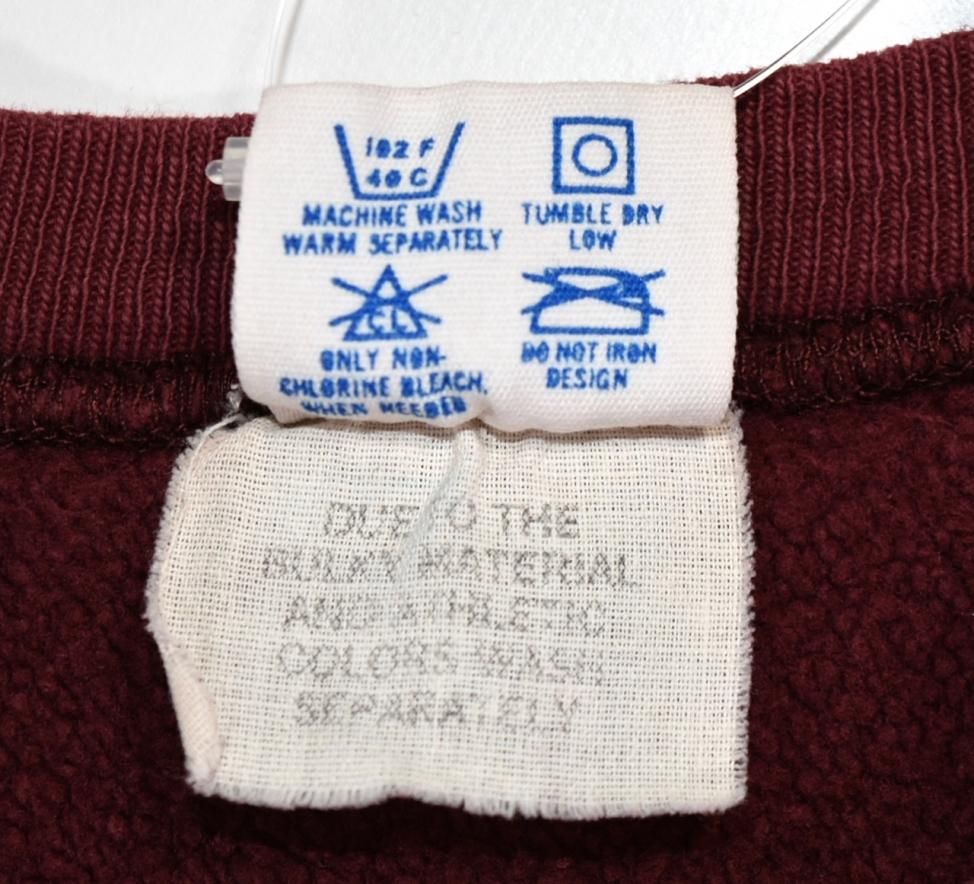 102 F
40 C
MACHINE WASH
WARM SEPARATELY
TUMBLE DRY
LOW
CL
ONLY NON-
CHLORINE BLEACH,
WHEN NEEDED
DO NOT IRON
DESIGN
DUE TO THE
BULKY MATERIAL
AND ATHLETIC
COLORS WASH
SEPARATELY